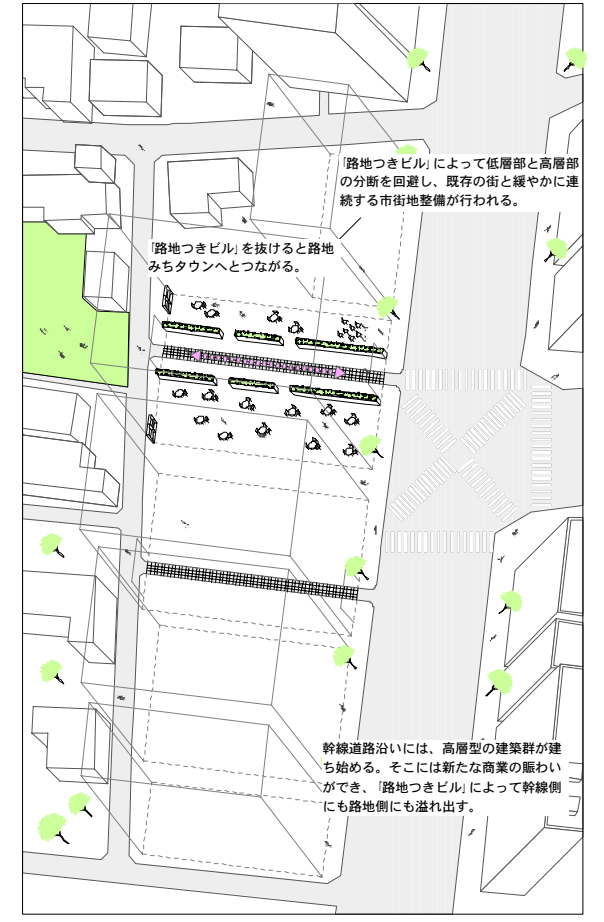 「路地つきビル」によって低層部と高層部
の分断を回避し、既存の街と緩やかに連
続する市街地整備が行われる。
「路地つきビル」を抜けると路地
みちタウンへとつながる。
幹線道路沿いには、高層型の建築群が建
ち始める。そこには新たな商業の賑わい
ができ、「路地つきビル」によって幹線側
にも路地側にも溢れ出す。